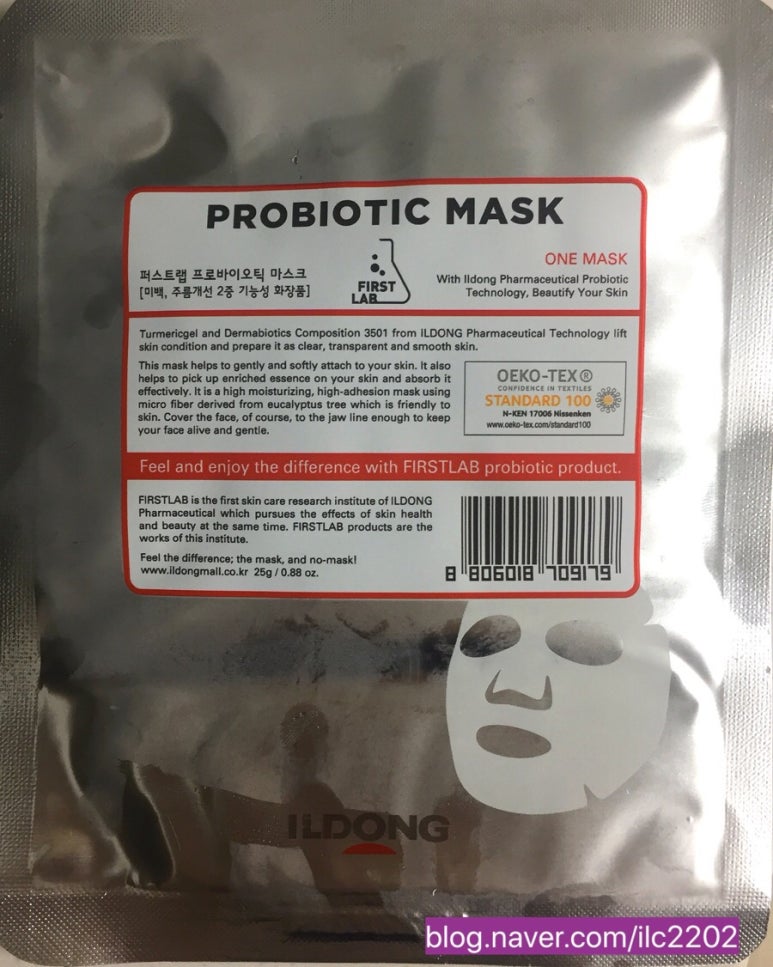 PROBIOTIC MASK
퍼스트랩 프로바이오틱 마스크
[미백, 주름개선 2중 기능성 화장품]
FIRST
LAB
ONE MASK
With Ildong Pharmaceutical Probiotic
Technology, Beautify Your Skin
Turmericgel and Dermabiotics Composition 3501 from ILDONG Pharmaceutical Technology lift
skin condition and prepare it as clear, transparent and smooth skin.
This mask helps to gently and softly attach to your skin. It also
helps to pick up enriched essence on your skin and absorb it
effectively. It is a high moisturizing, high-adhesion mask using
micro fiber derived from eucalyptus tree which is friendly to
skin. Cover the face, of course, to the jaw line enough to keep
your face alive and gentle.
OEKO-TEX®
CONFIDENCE IN TEXTILES
STANDARD 100
N-KEN 17006 Nissenken
www.oeko-tex.com/standard100
Feel and enjoy the difference with FIRSTLAB probiotic product.
FIRSTLAB is the first skin care research institute of ILDONG
Pharmaceutical which pursues the effects of skin health
and beauty at the same time. FIRSTLAB products are the
works of this institute.
Feel the difference; the mask, and no-mask!
www.ildongmall.co.kr 25g / 0.88 oz.
8 806018 709179
ILDONG
blog.naver.com/ilc2202